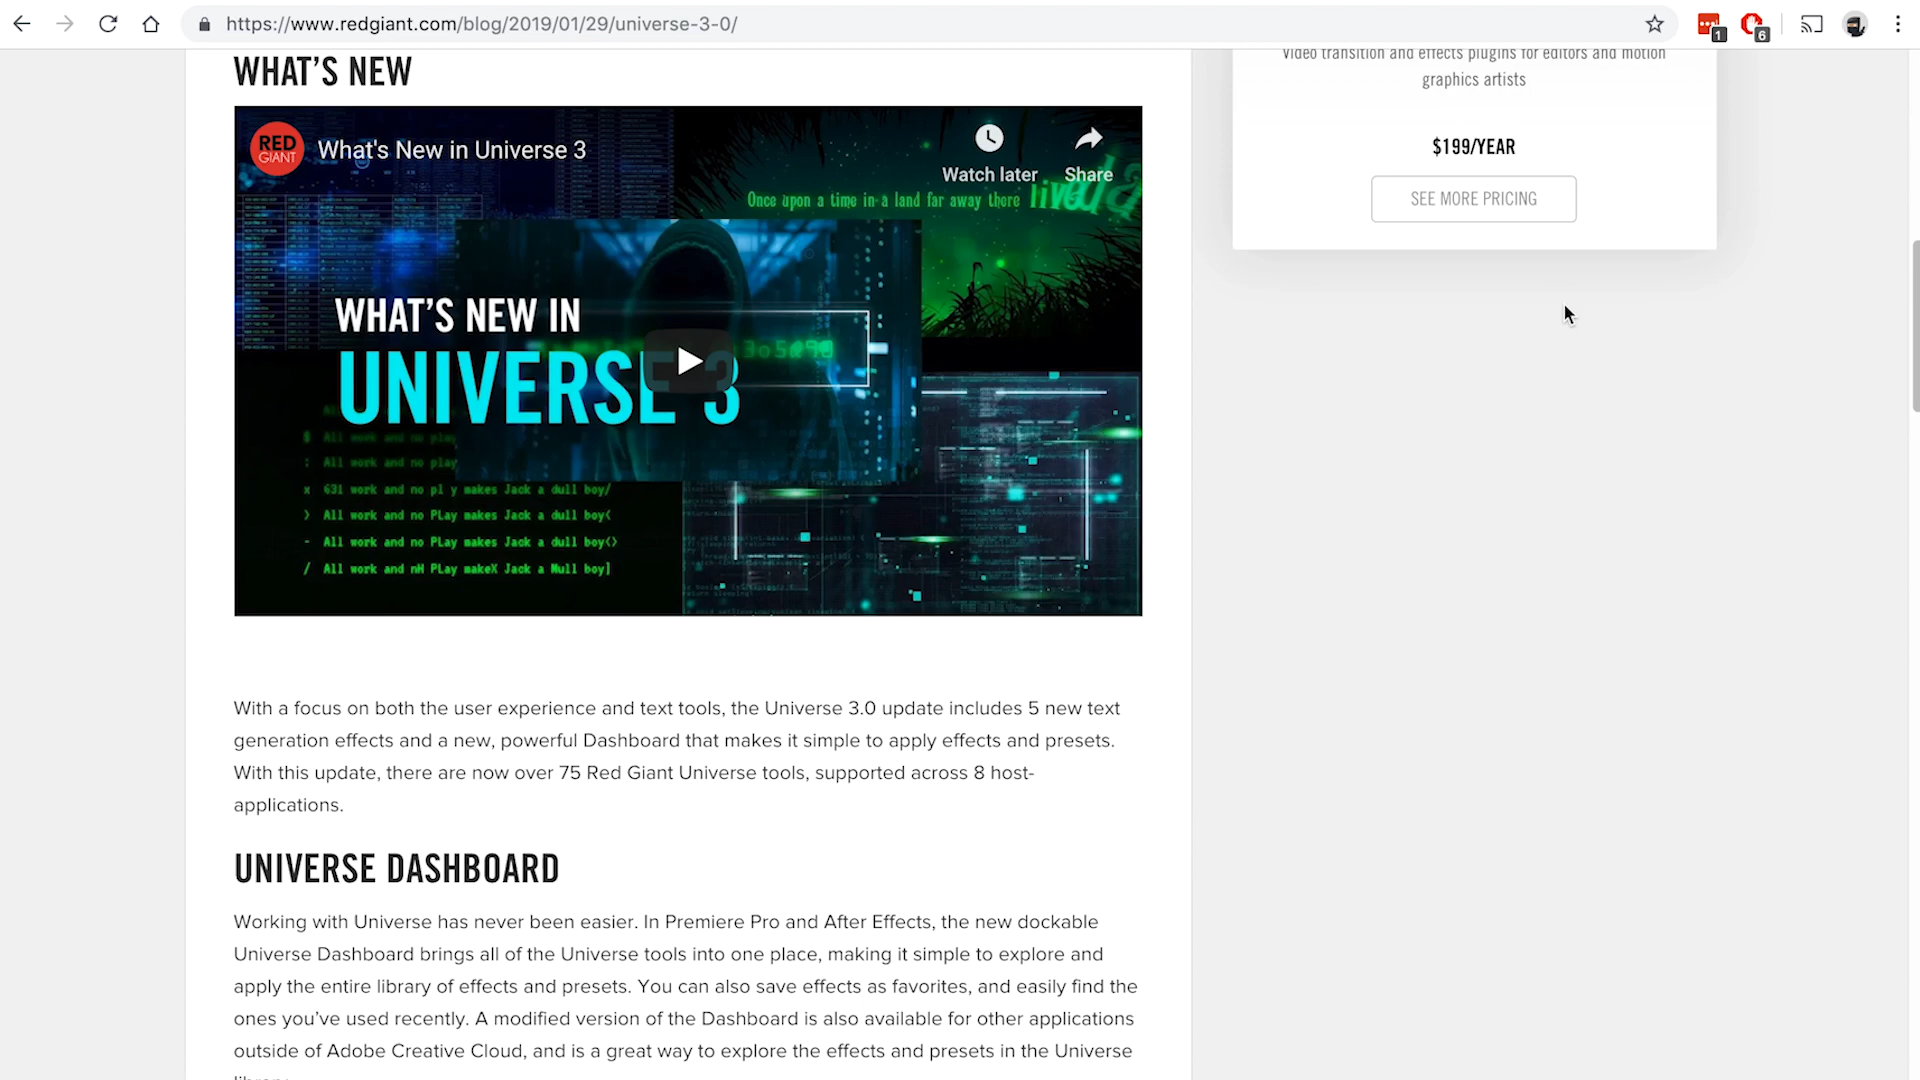 https://www.redgiant.com/blog/2019/01/29/universe-3-0/
1
6
WHAT'S NEW
RED
GIANT
What's New in Universe 3
Watch later
Share
Once upon a time in a land far away there lived a
WHAT'S NEW IN
UNIVERSE 3
$ All work and no play
: All work and no play
x 631 work and no pl y makes Jack a dull boy/
> All work and no PLay makes Jack a dull boy<
- All work and no PLay makes Jack a dull boy<>
/ All work and nH PLay makeX Jack a Mull boy]
With a focus on both the user experience and text tools, the Universe 3.0 update includes 5 new text
generation effects and a new, powerful Dashboard that makes it simple to apply effects and presets.
With this update, there are now over 75 Red Giant Universe tools, supported across 8 host-
applications.
UNIVERSE DASHBOARD
Working with Universe has never been easier. In Premiere Pro and After Effects, the new dockable
Universe Dashboard brings all of the Universe tools into one place, making it simple to explore and
apply the entire library of effects and presets. You can also save effects as favorites, and easily find the
ones you've used recently. A modified version of the Dashboard is also available for other applications
outside of Adobe Creative Cloud, and is a great way to explore the effects and presets in the Universe
Video transition and effects plugins for editors and motion
graphics artists
$199/YEAR
SEE MORE PRICING